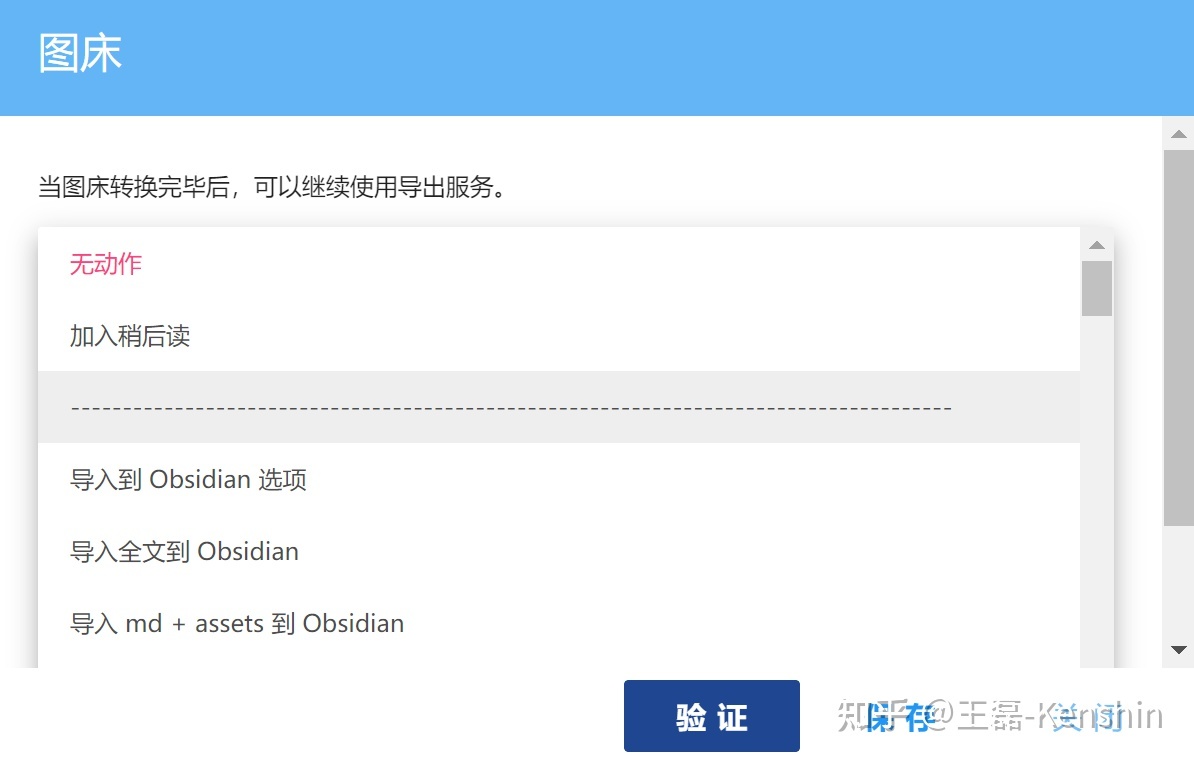 图床
当图床转换完毕后，可以继续使用导出服务。
无动作
加入稍后读
-------------------------------------------------------------------------------------
导入到 Obsidian 选项
导入全文到 Obsidian
导入 md + assets 到 Obsidian
验 证
保 存
关 闭
知乎 @王磊-Kenshin